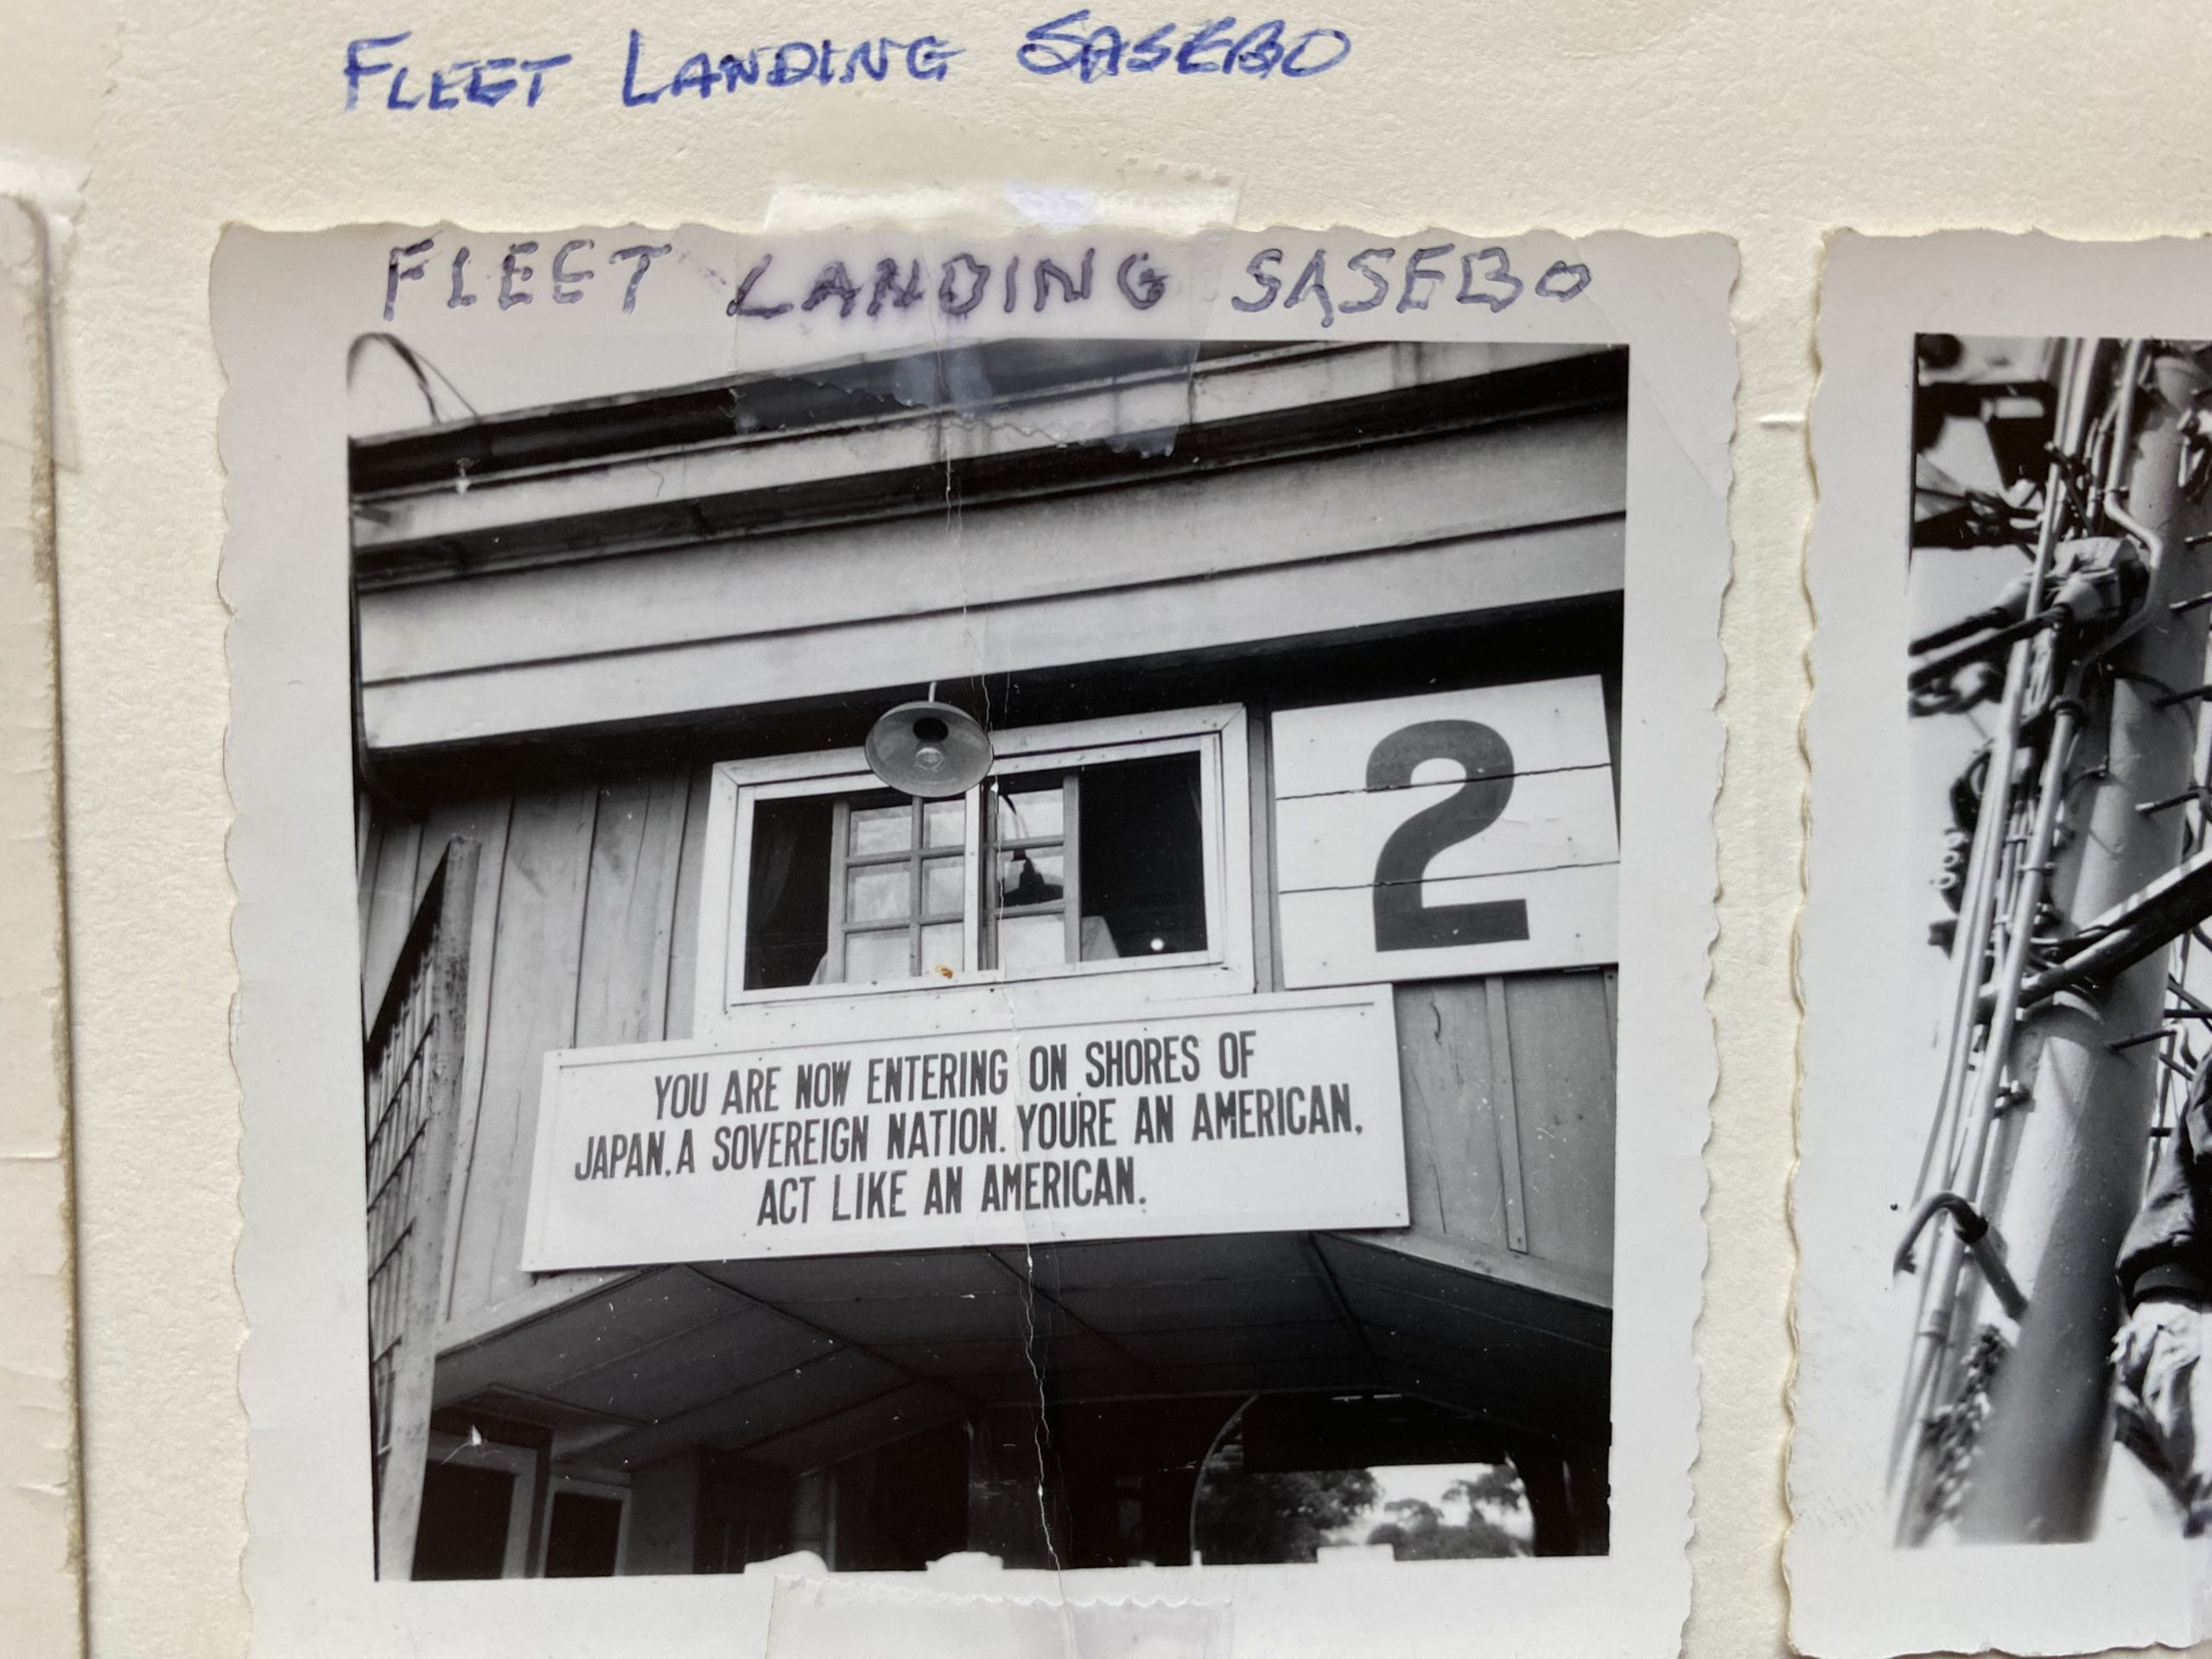 FLEET LANDING SASEBO
FLEET LANDING SASEBO
2
YOU ARE NOW ENTERING ON SHORES OF
JAPAN, A SOVEREIGN NATION. YOU'RE AN AMERICAN,
ACT LIKE AN AMERICAN.